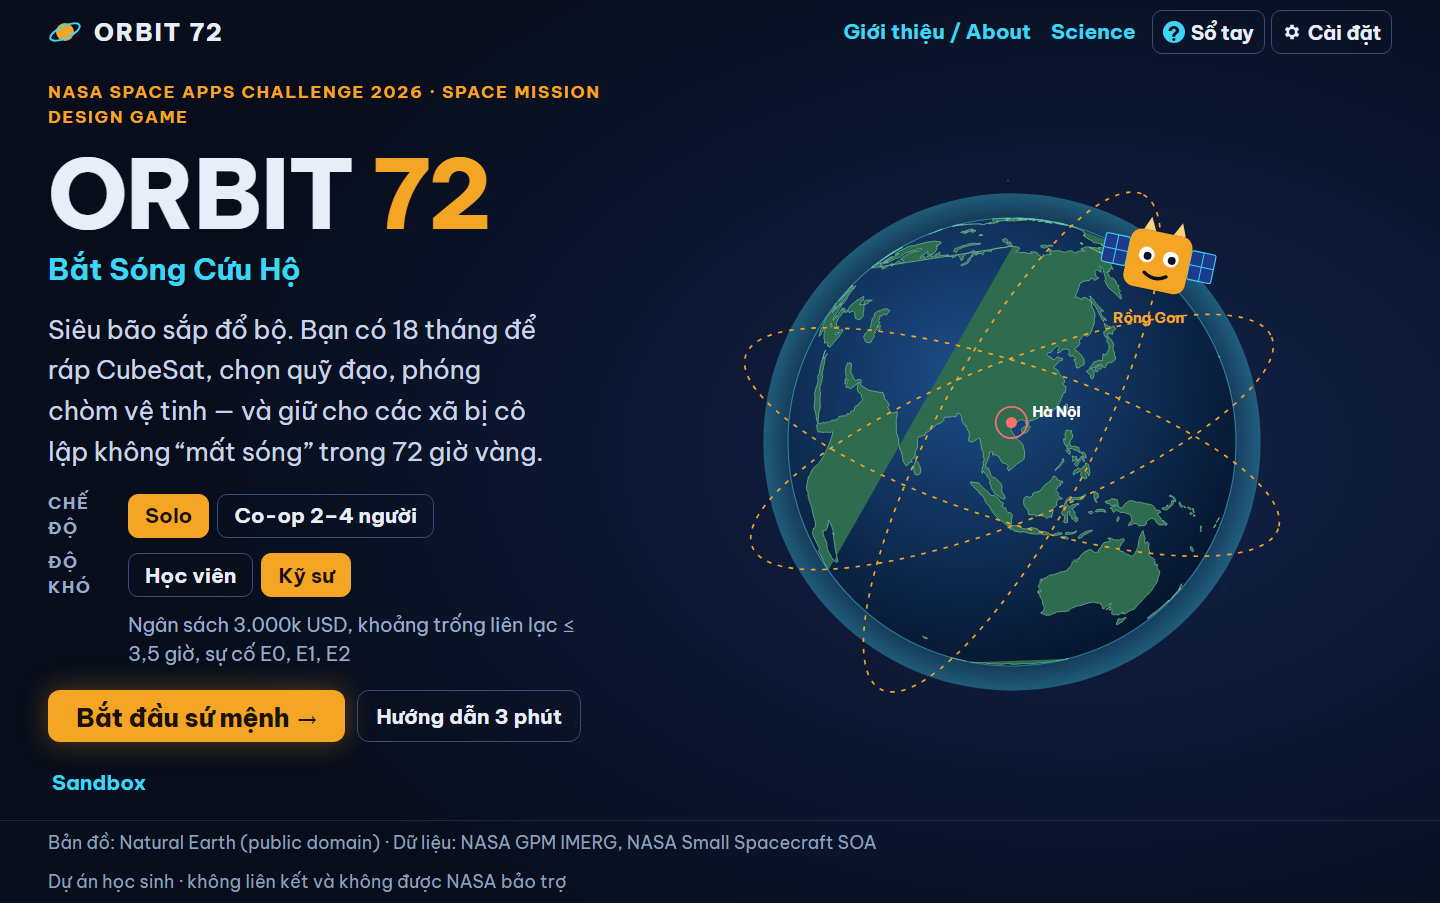 ORBIT 72
Giới thiệu / About
Science
? Sổ tay
Cài đặt
NASA SPACE APPS CHALLENGE 2026 · SPACE MISSION
DESIGN GAME
ORBIT 72
Bắt Sóng Cứu Hộ
Siêu bão sắp đổ bộ. Bạn có 18 tháng để
ráp CubeSat, chọn quỹ đạo, phóng
chòm vệ tinh — và giữ cho các xã bị cô
lập không “mất sóng” trong 72 giờ vàng.
CHẾ
ĐỘ
Solo
Co-op 2–4 người
ĐỘ
KHÓ
Học viên
Kỹ sư
Ngân sách 3.000k USD, khoảng trống liên lạc ≤
3,5 giờ, sự cố E0, E1, E2
Bắt đầu sứ mệnh →
Hướng dẫn 3 phút
Sandbox
Rồng Gơn
Hà Nội
Bản đồ: Natural Earth (public domain) · Dữ liệu: NASA GPM IMERG, NASA Small Spacecraft SOA
Dự án học sinh · không liên kết và không được NASA bảo trợ